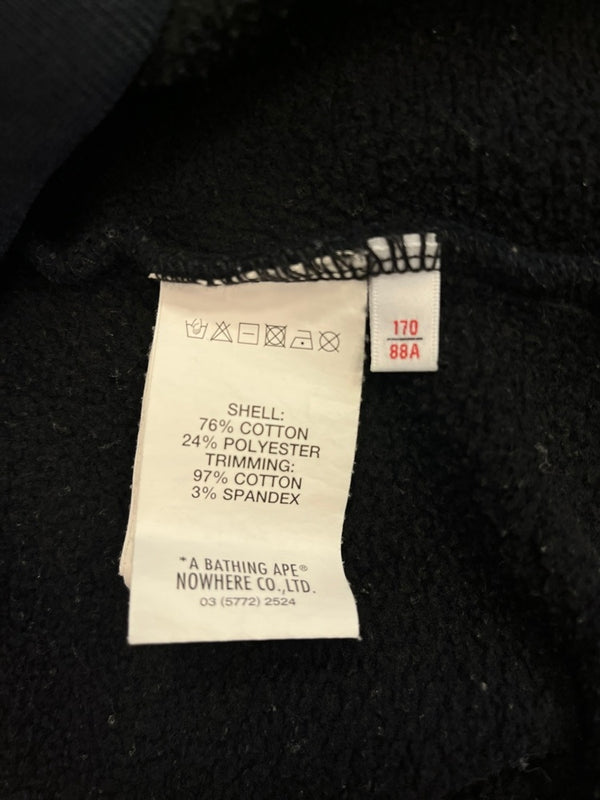 SHELL:
76% COTTON
24% POLYESTER
TRIMMING:
97% COTTON
3% SPANDEX
*A BATHING APE®
NOWHERE CO.,LTD.
03 (5772) 2524
170
88A